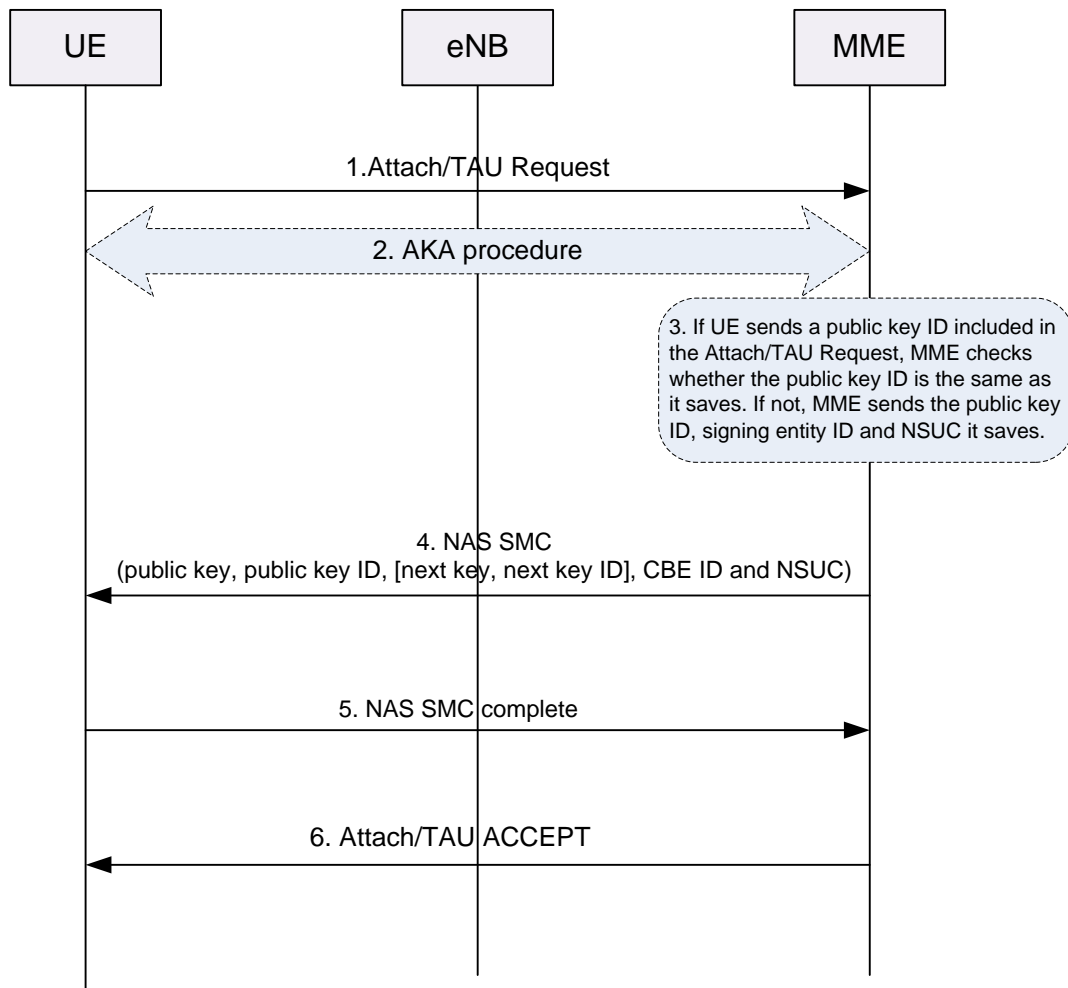 UE
eNB
MME
1.Attach/TAU Request
2. AKA procedure
3. If UE sends a public key ID included in
the Attach/TAU Request, MME checks
whether the public key ID is the same as
it saves. If not, MME sends the public key
ID, signing entity ID and NSUC it saves.
4. NAS SMC
(public key, public key ID, [next key, next key ID], CBE ID and NSUC)
5. NAS SMC complete
6. Attach/TAU ACCEPT